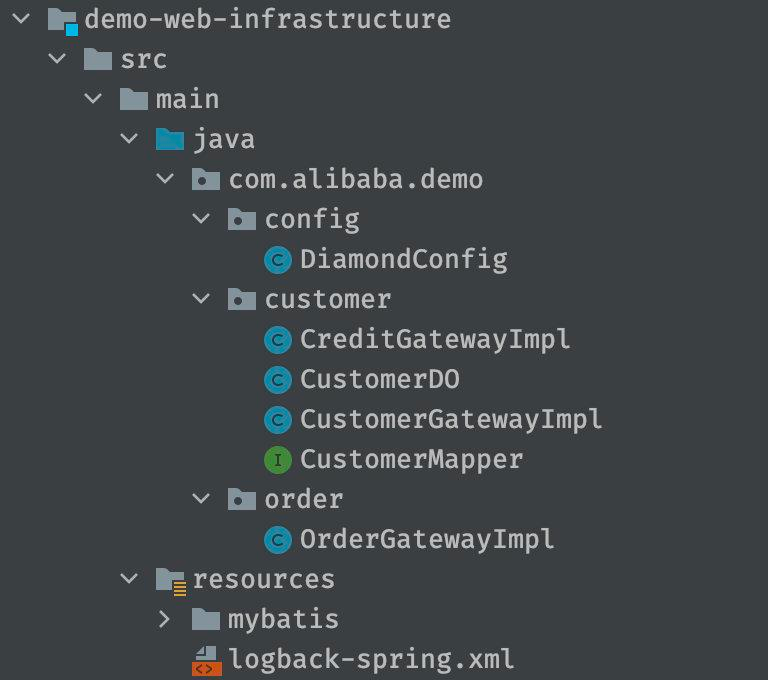 demo-web-infrastructure
src
main
java
com.alibaba.demo
config
C DiamondConfig
customer
C CreditGatewayImpl
C CustomerDO
C CustomerGatewayImpl
I CustomerMapper
order
C OrderGatewayImpl
resources
mybatis
<> logback-spring.xml